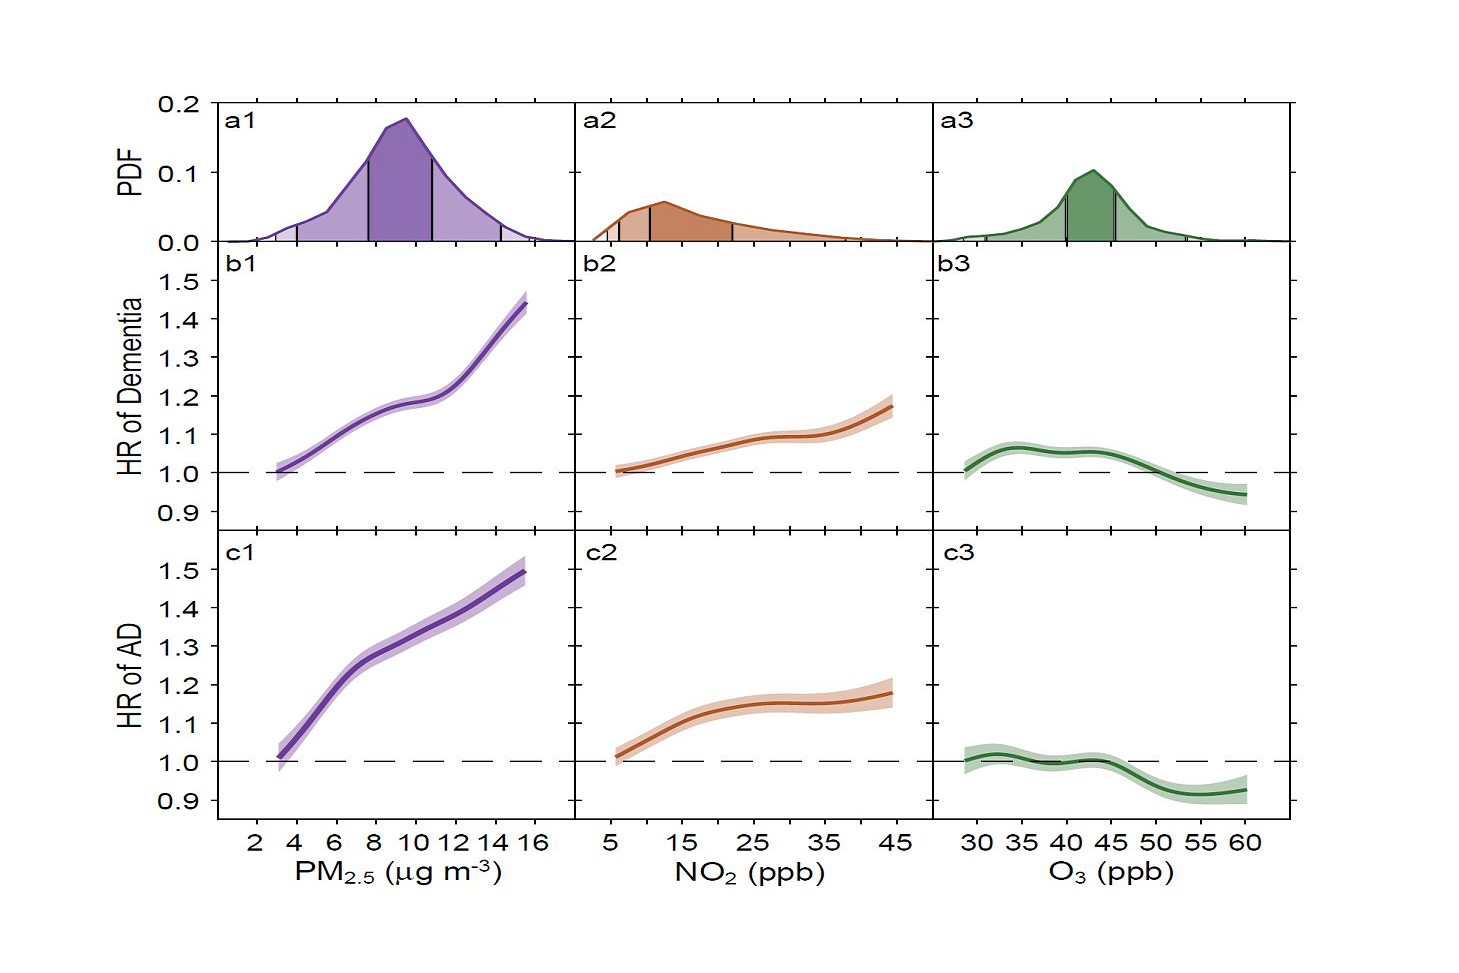 0.2
a1 a2 a3
PDF
0.1
0.0
b1 b2 b3
1.5
1.4
HR of Dementia
1.3
1.2
1.1
1.0
0.9
c1 c2 c3
1.5
1.4
HR of AD
1.3
1.2
1.1
1.0
0.9
2 4 6 8 10 12 14 16 5 15 25 35 45 30 35 40 45 50 55 60
PM2.5 (μg m-3) NO2 (ppb) O3 (ppb)